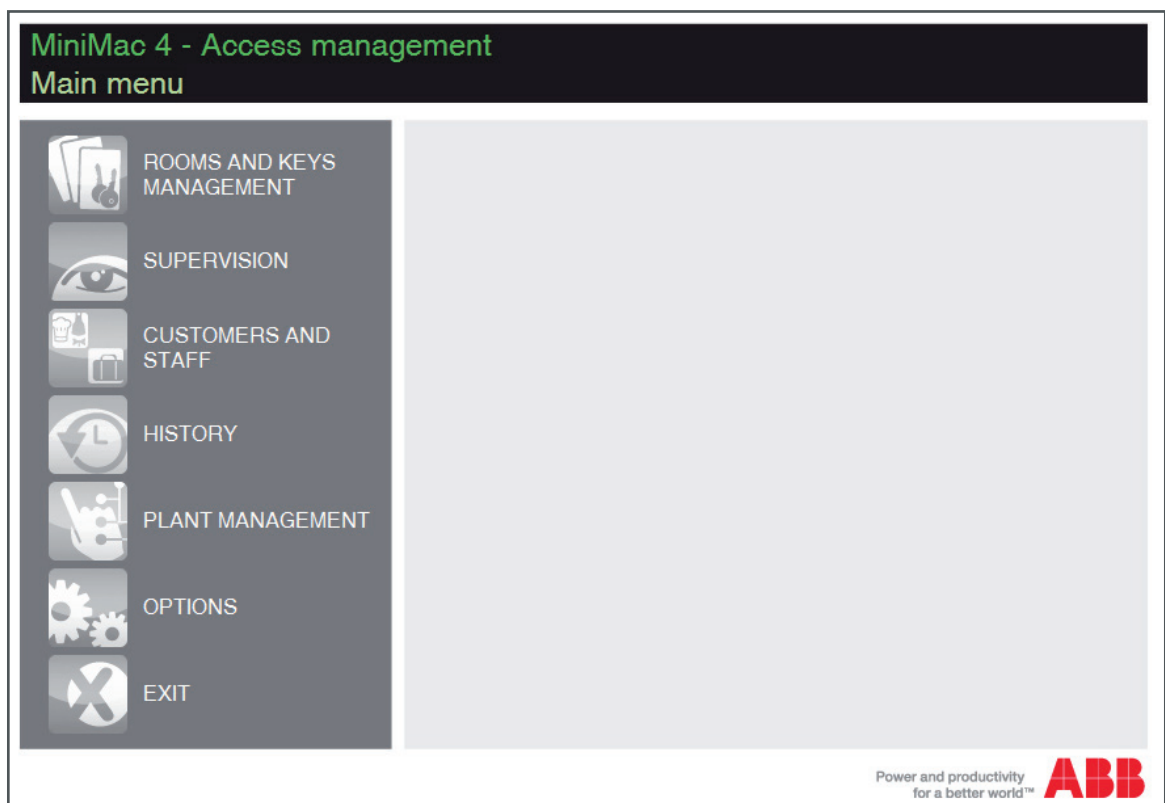 MiniMac 4 - Access management
Main menu
ROOMS AND KEYS
MANAGEMENT
SUPERVISION
CUSTOMERS AND
STAFF
HISTORY
PLANT MANAGEMENT
OPTIONS
EXIT
Power and productivity
for a better world™
ABB